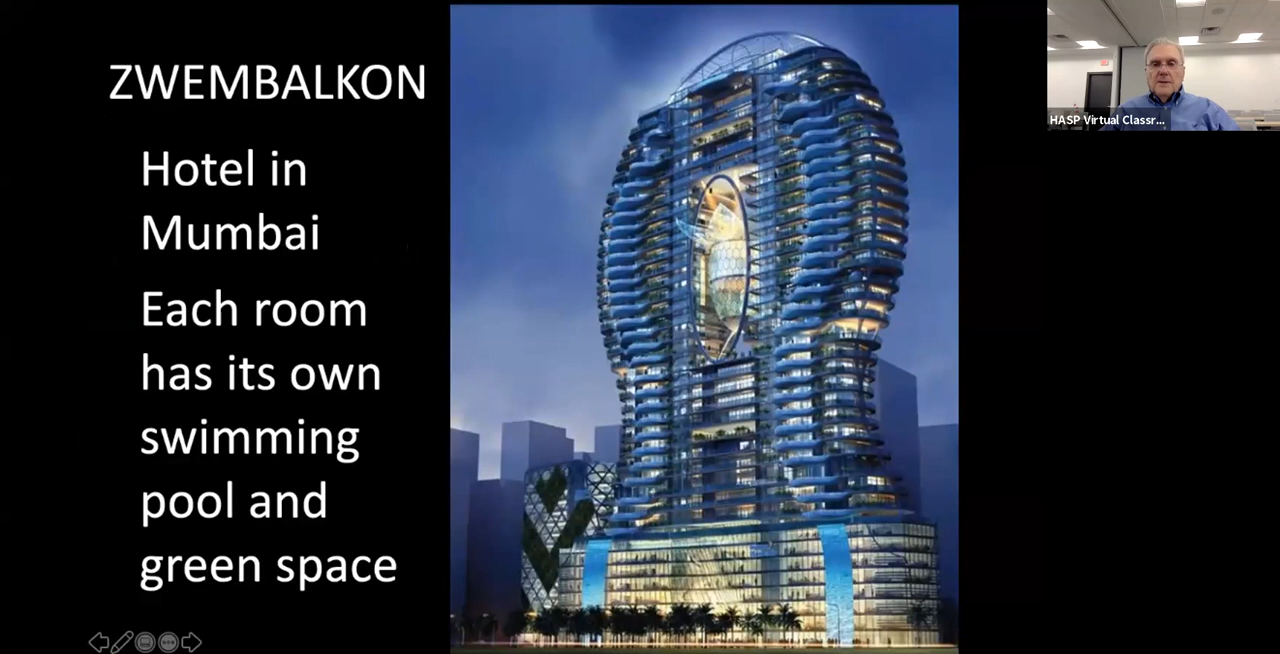 ZWEMBALKON
Hotel in
Mumbai
Each room
has its own
swimming
pool and
green space
HASP Virtual Classr...